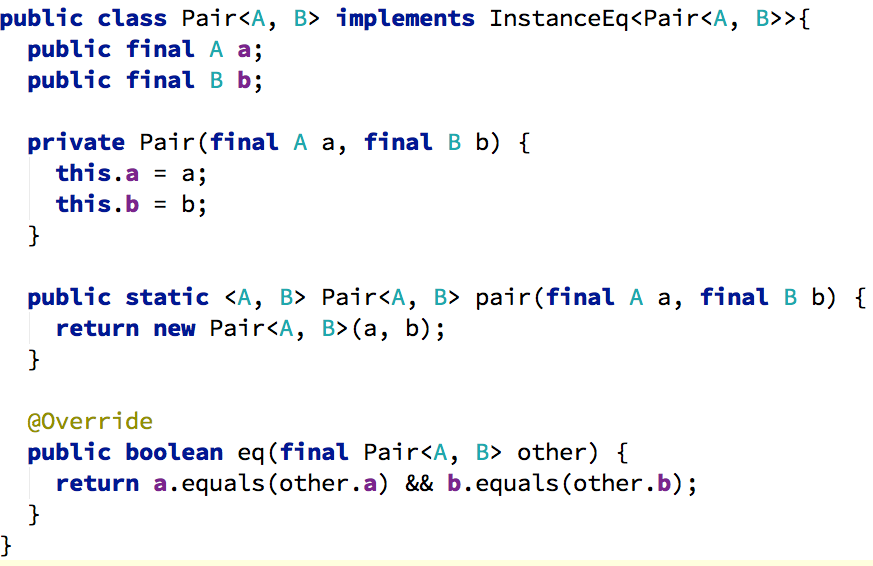 public class Pair<A, B> implements InstanceEq<Pair<A, B>>{
  public final A a;
  public final B b;

  private Pair(final A a, final B b) {
    this.a = a;
    this.b = b;
  }

  public static <A, B> Pair<A, B> pair(final A a, final B b) {
    return new Pair<A, B>(a, b);
  }

  @Override
  public boolean eq(final Pair<A, B> other) {
    return a.equals(other.a) && b.equals(other.b);
  }
}